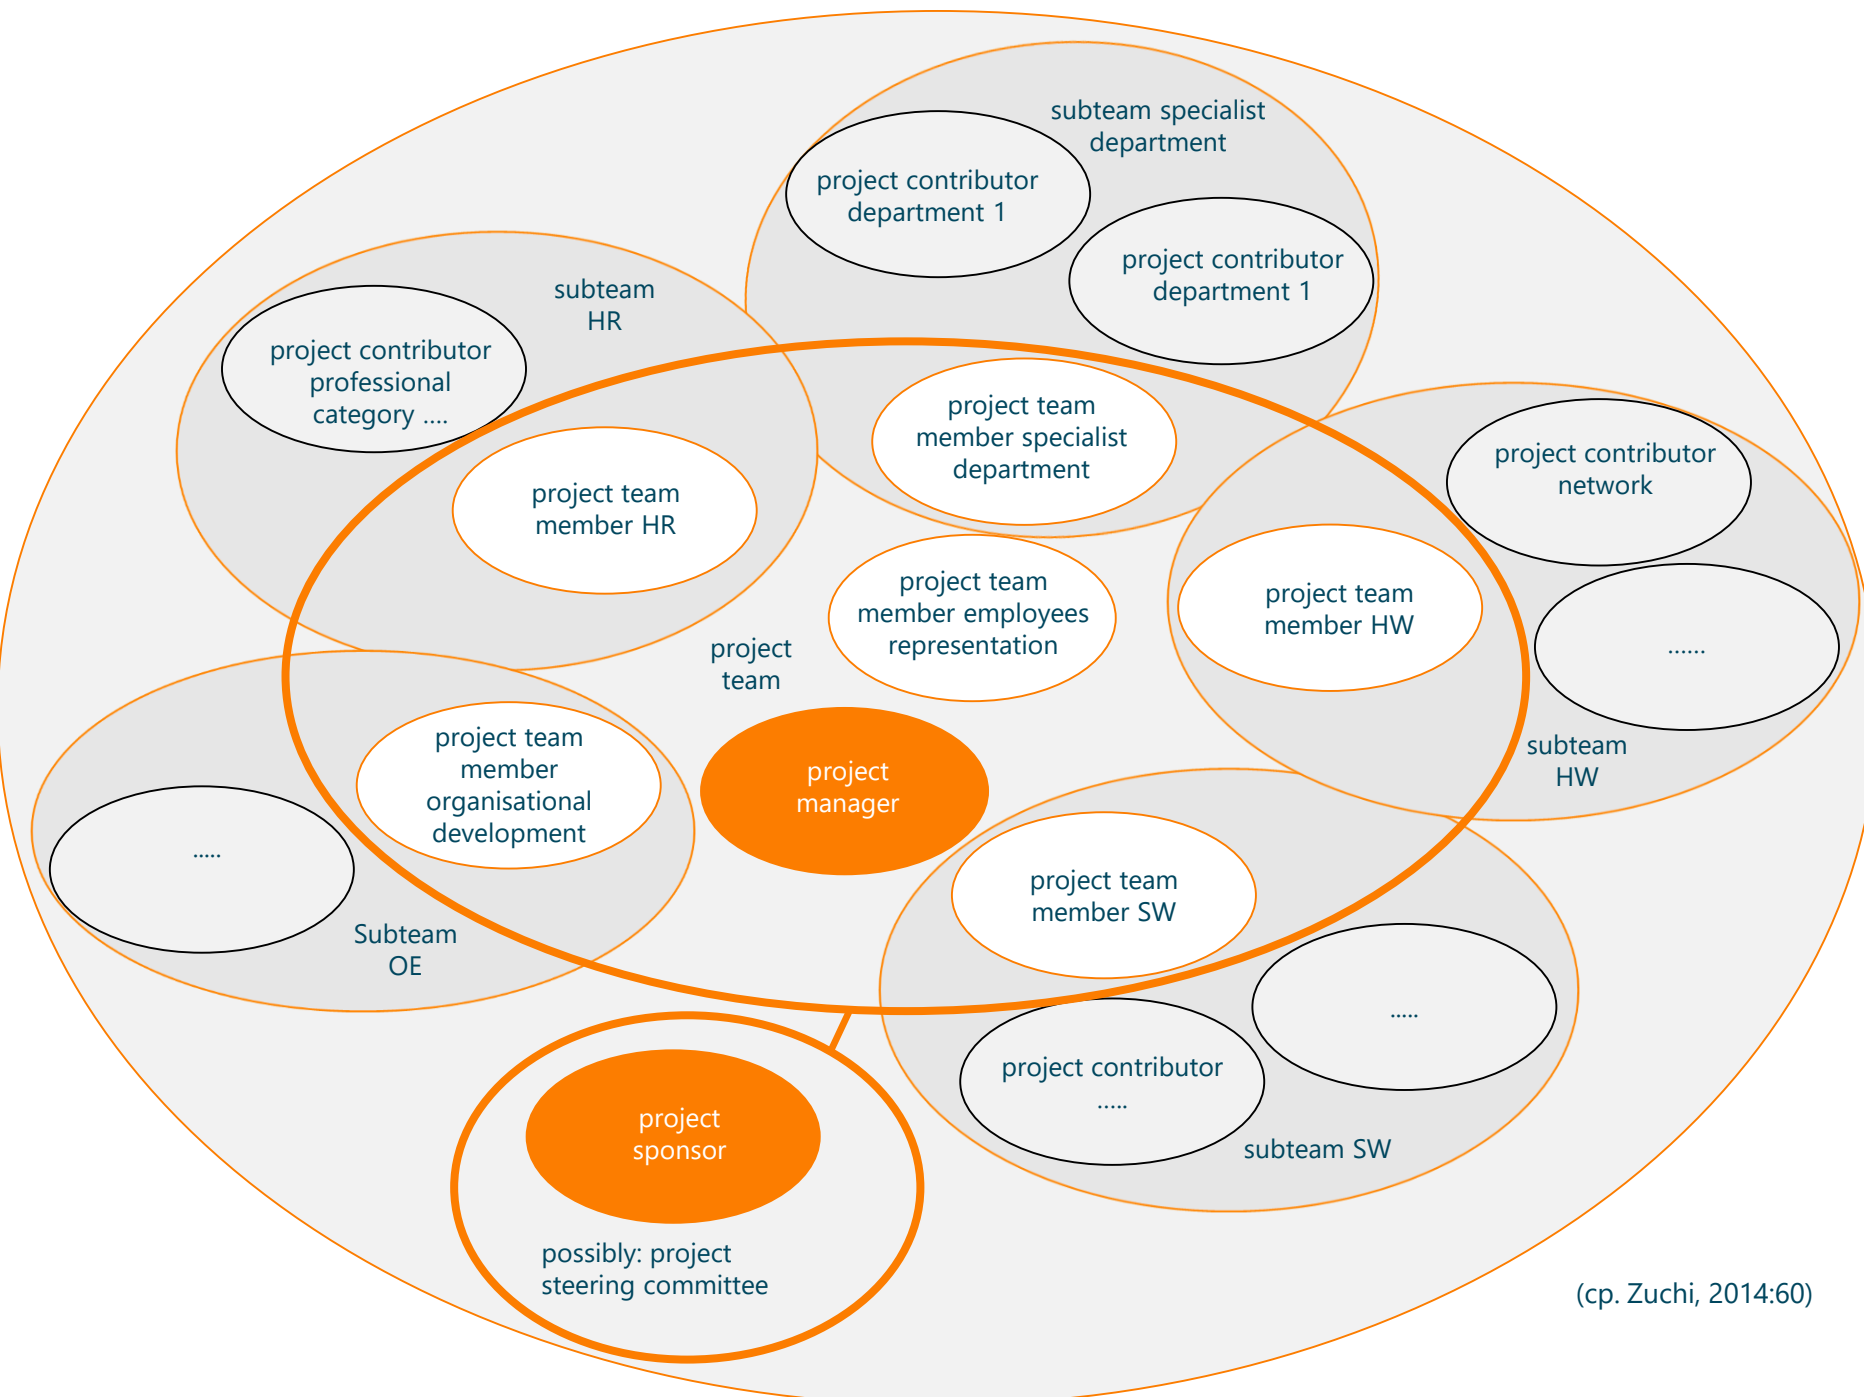 subteam specialist
department
project contributor
department 1
project contributor
department 1
subteam
HR
project contributor
professional
category ....
project team
member specialist
department
project contributor
network
project team
member HR
project team
member employees
representation
project team
member HW
......
project
team
project team
member
organisational
development
project
manager
subteam
HW
.....
project team
member SW
Subteam
OE
.....
project contributor
.....
project
sponsor
subteam SW
possibly: project
steering committee
(cp. Zuchi, 2014:60)